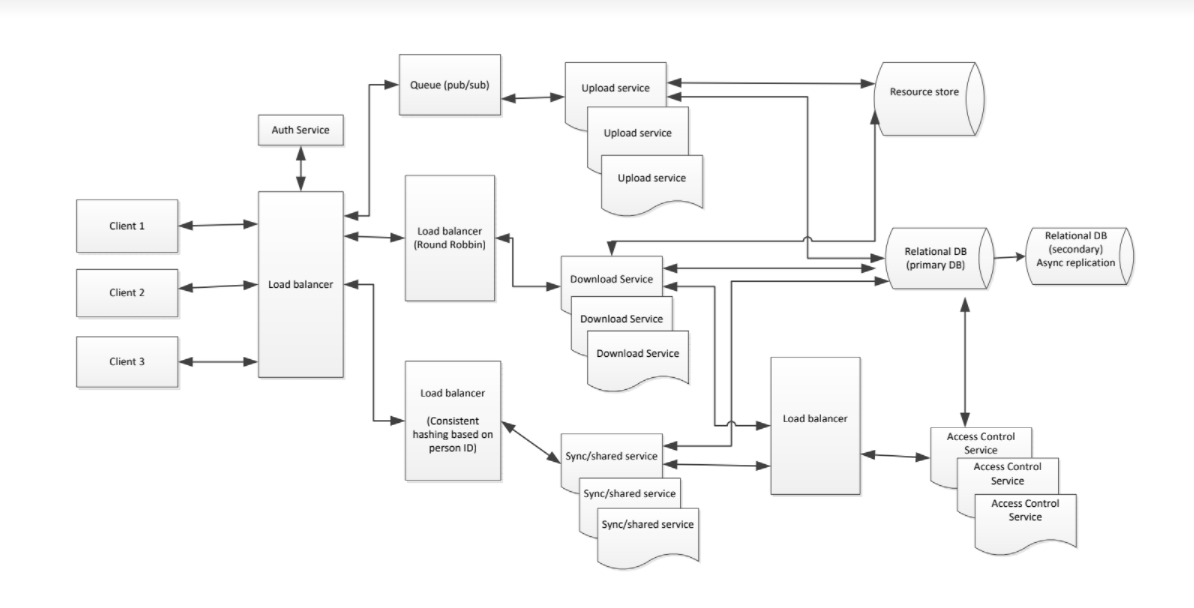 Queue (pub/sub)
Upload service
Upload service
Upload service
Resource store
Auth Service
Client 1
Client 2
Client 3
Load balancer
Load balancer
(Round Robbin)
Download Service
Download Service
Download Service
Relational DB
(primary DB)
Relational DB
(secondary)
Async replication
Load balancer
(Consistent
hashing based on
person ID)
Sync/shared service
Sync/shared service
Sync/shared service
Load balancer
Access Control
Service
Access Control
Service
Access Control
Service